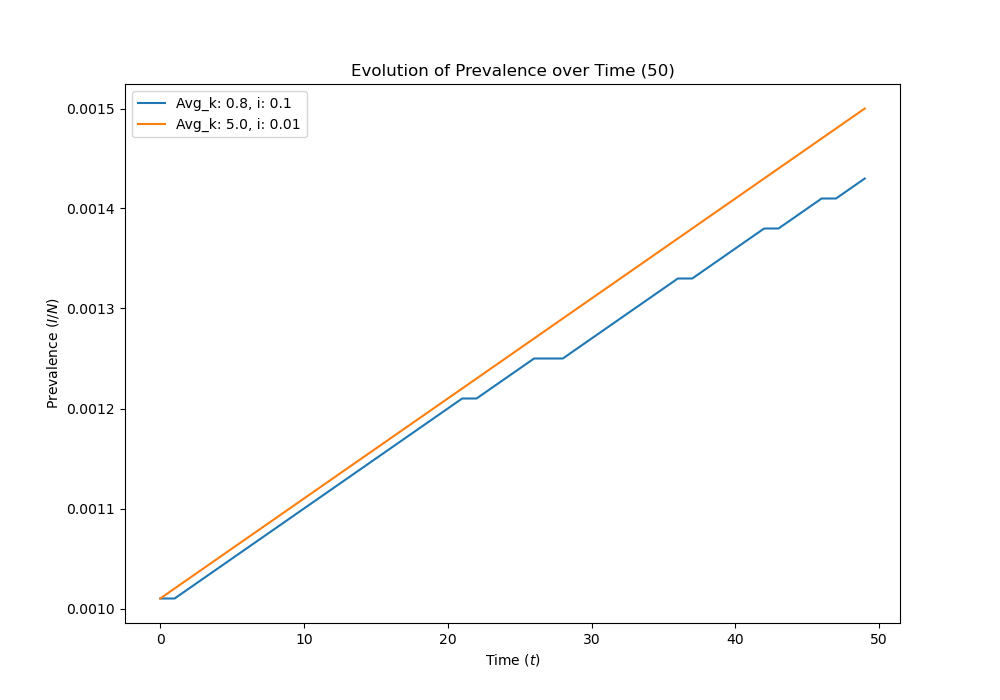 Evolution of Prevalence over Time (50)
Avg_k: 0.8, i: 0.1
Avg_k: 5.0, i: 0.01
Prevalence (I/N)
0.0015
0.0014
0.0013
0.0012
0.0011
0.0010
0 10 20 30 40 50
Time (t)